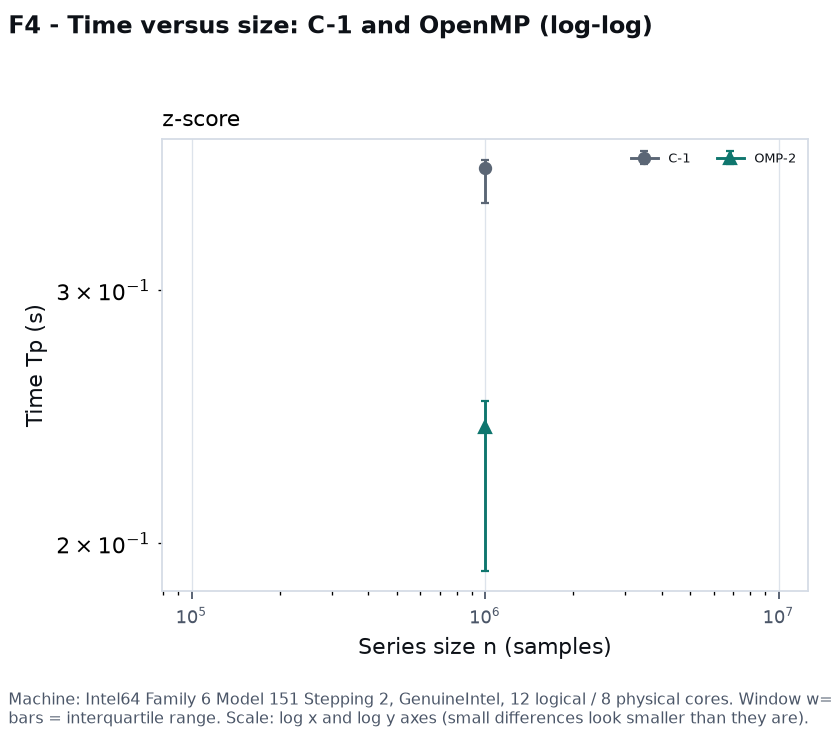 F4 - Time versus size: C-1 and OpenMP (log-log)
z-score
C-1
OMP-2
3 × 10⁻¹
2 × 10⁻¹
Time Tp (s)
10⁵
10⁶
10⁷
Series size n (samples)
Machine: Intel64 Family 6 Model 151 Stepping 2, GenuineIntel, 12 logical / 8 physical cores. Window w=
bars = interquartile range. Scale: log x and log y axes (small differences look smaller than they are).